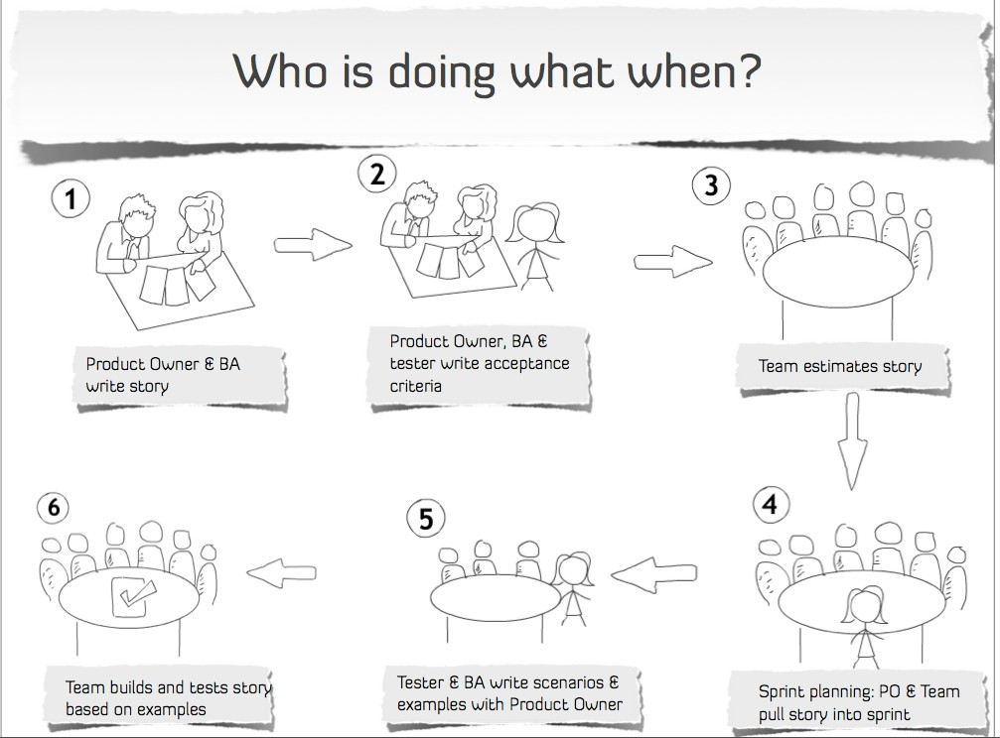 Who is doing what when?
1
2
3
Product Owner & BA
write story
Product Owner, BA &
tester write acceptance
criteria
Team estimates story
6
5
4
Team builds and tests story
based on examples
Tester & BA write scenarios &
examples with Product Owner
Sprint planning: PO & Team
pull story into sprint